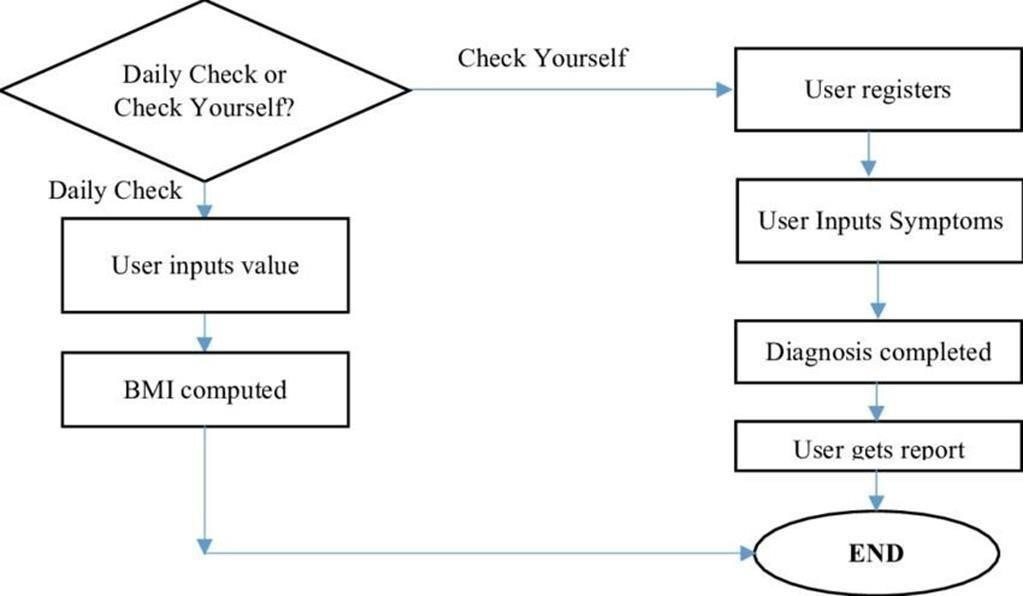 Daily Check or
Check Yourself?
Check Yourself
User registers
Daily Check
User Inputs Symptoms
User inputs value
Diagnosis completed
BMI computed
User gets report
END